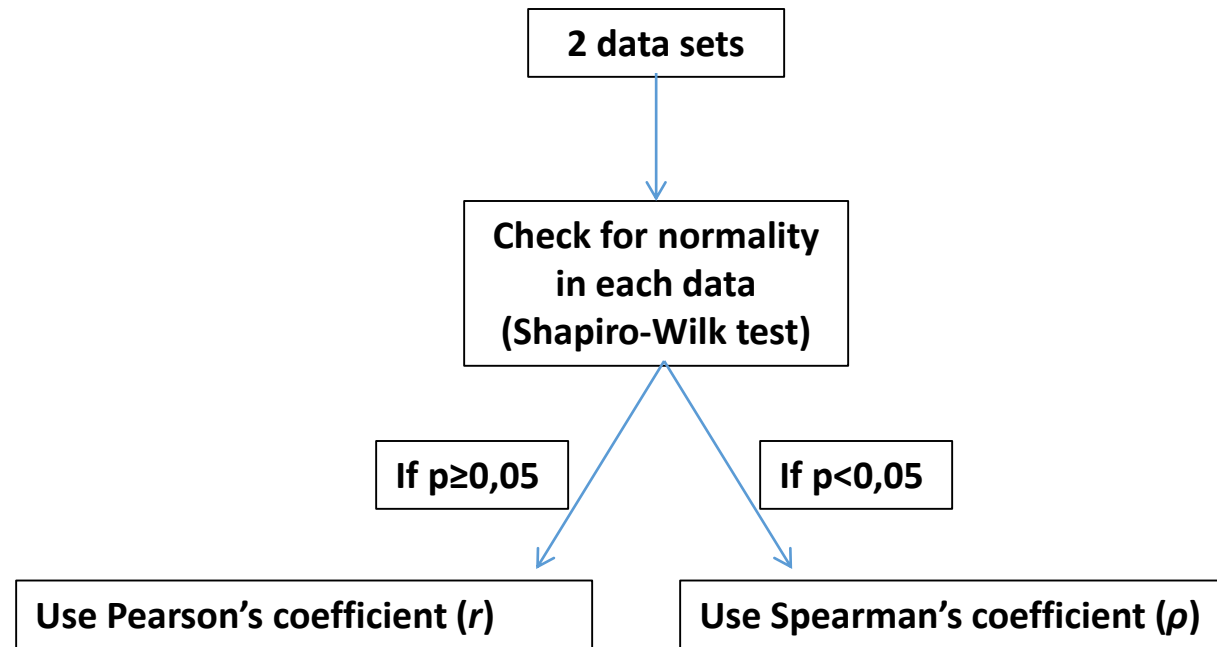 2 data sets
Check for normality
in each data
(Shapiro-Wilk test)
If p≥0,05
If p<0,05
Use Pearson’s coefficient (r)
Use Spearman’s coefficient (ρ)